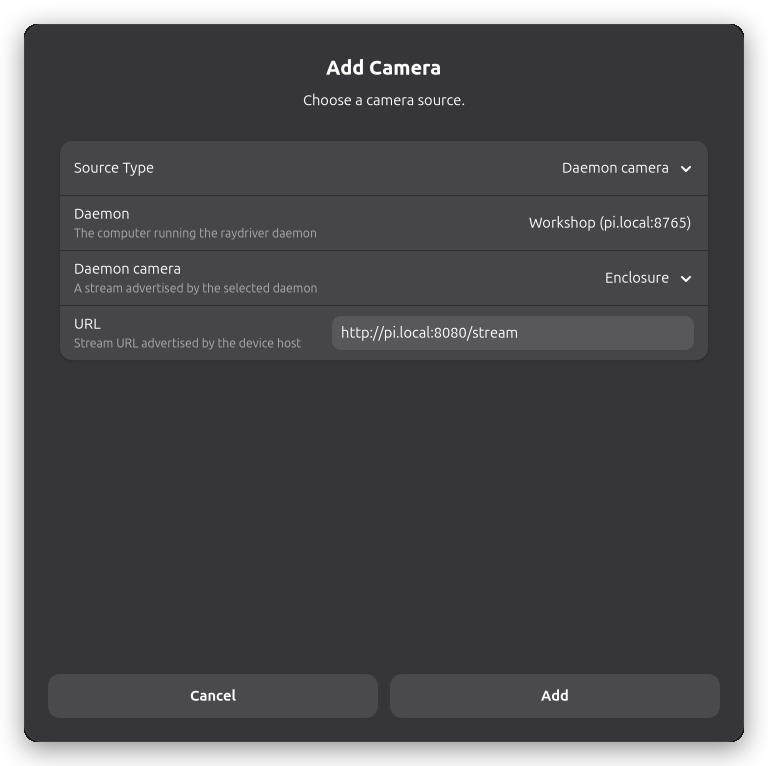 Add Camera
Choose a camera source.
Source Type
Daemon camera
Daemon
The computer running the raydriver daemon
Workshop (pi.local:8765)
Daemon camera
A stream advertised by the selected daemon
Enclosure
URL
Stream URL advertised by the device host
http://pi.local:8080/stream
Cancel
Add